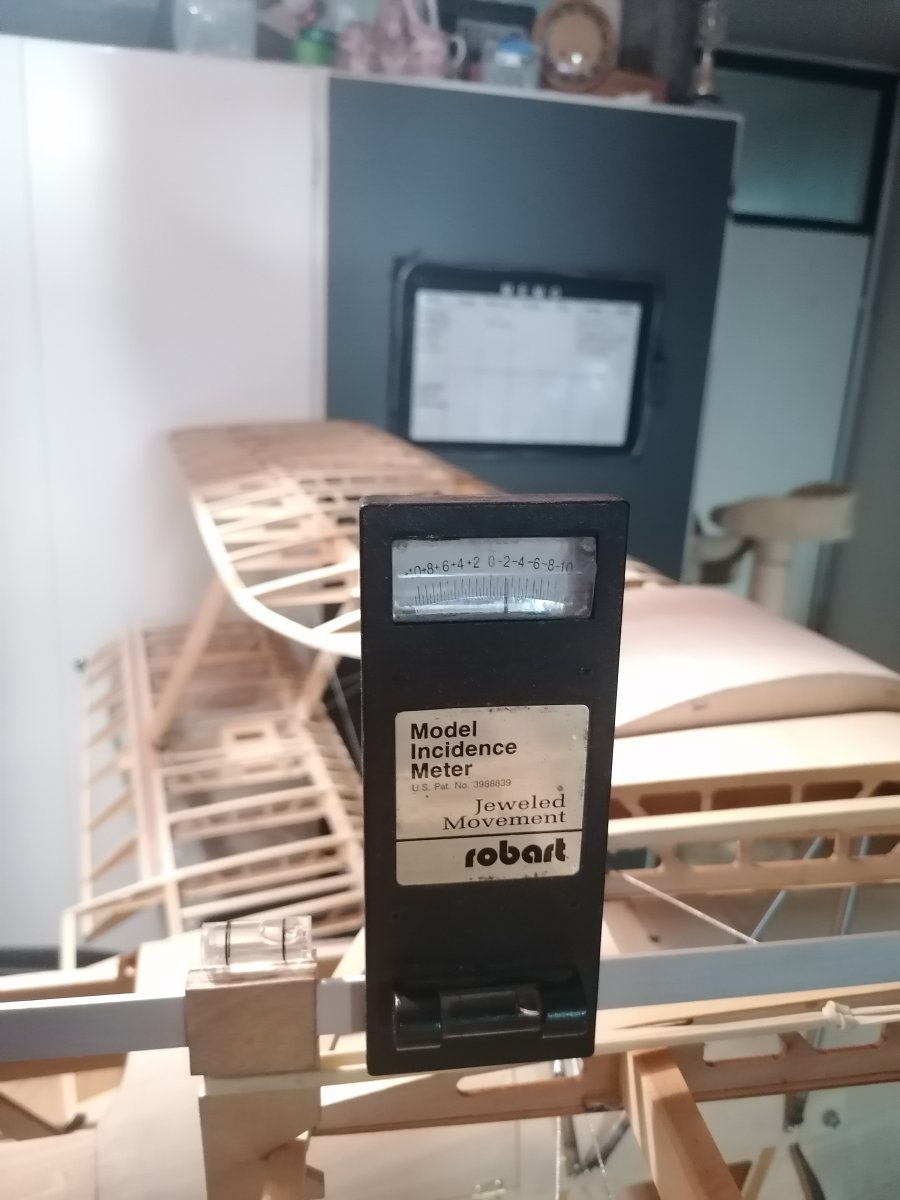 +10+8+6+4+2 0-2-4-6-8-10
Model
Incidence
Meter
U.S. Pat. No. 3988839
Jeweled
Movement
robart